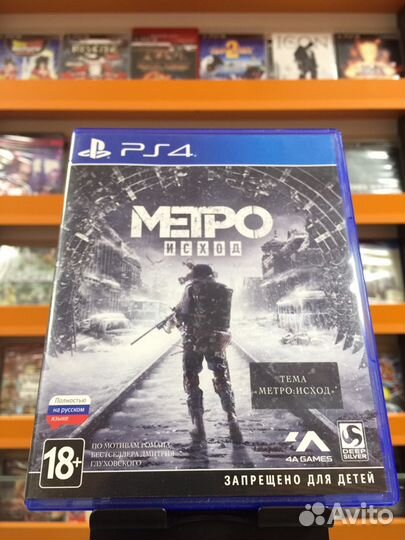 PS4
МЕТРО
ИСХОД
ТЕМА
«МЕТРО:ИСХОД»
Полностью
на русском
языке
18+
ПО МОТИВАМ РОМАНА-
БЕСТСЕЛЛЕРА ДМИТРИЯ
ГЛУХОВСКОГО
4A GAMES
DEEP
SILVER
ЗАПРЕЩЕНО ДЛЯ ДЕТЕЙ
Avito